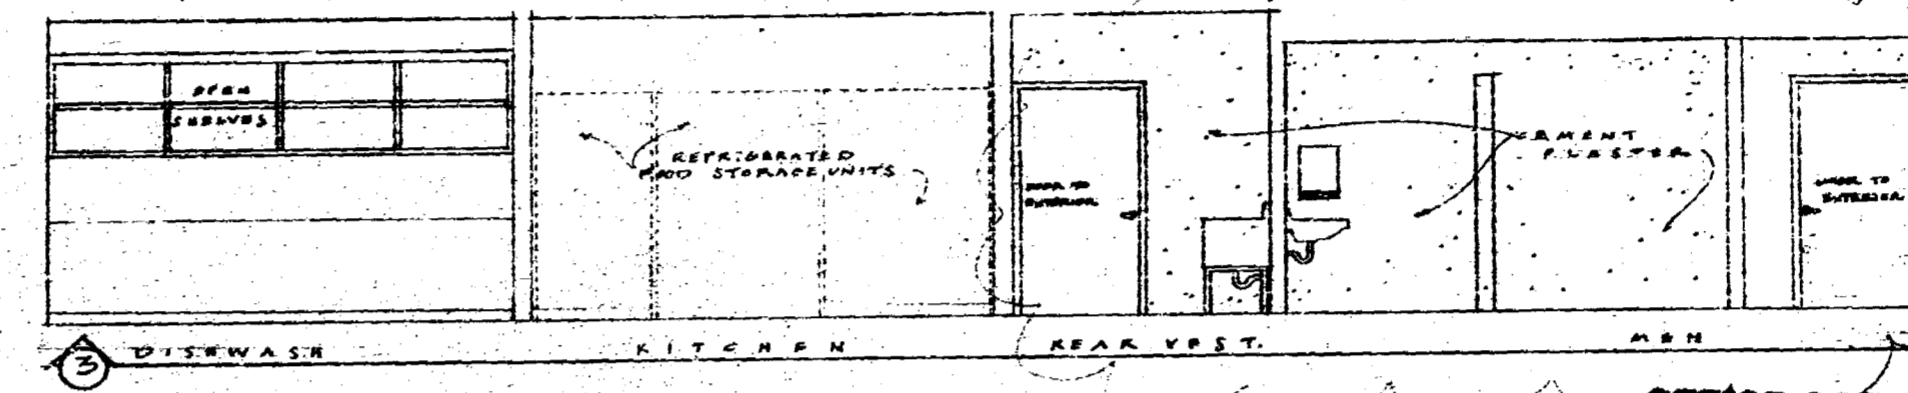 OPEN
SHELVES
REFRIGERATED
FOOD STORAGE UNITS
DOOR TO
EXTERIOR
CEMENT
PLASTER
DOOR TO
EXTERIOR
3 DISHWASH
KITCHEN
REAR VEST.
MEN